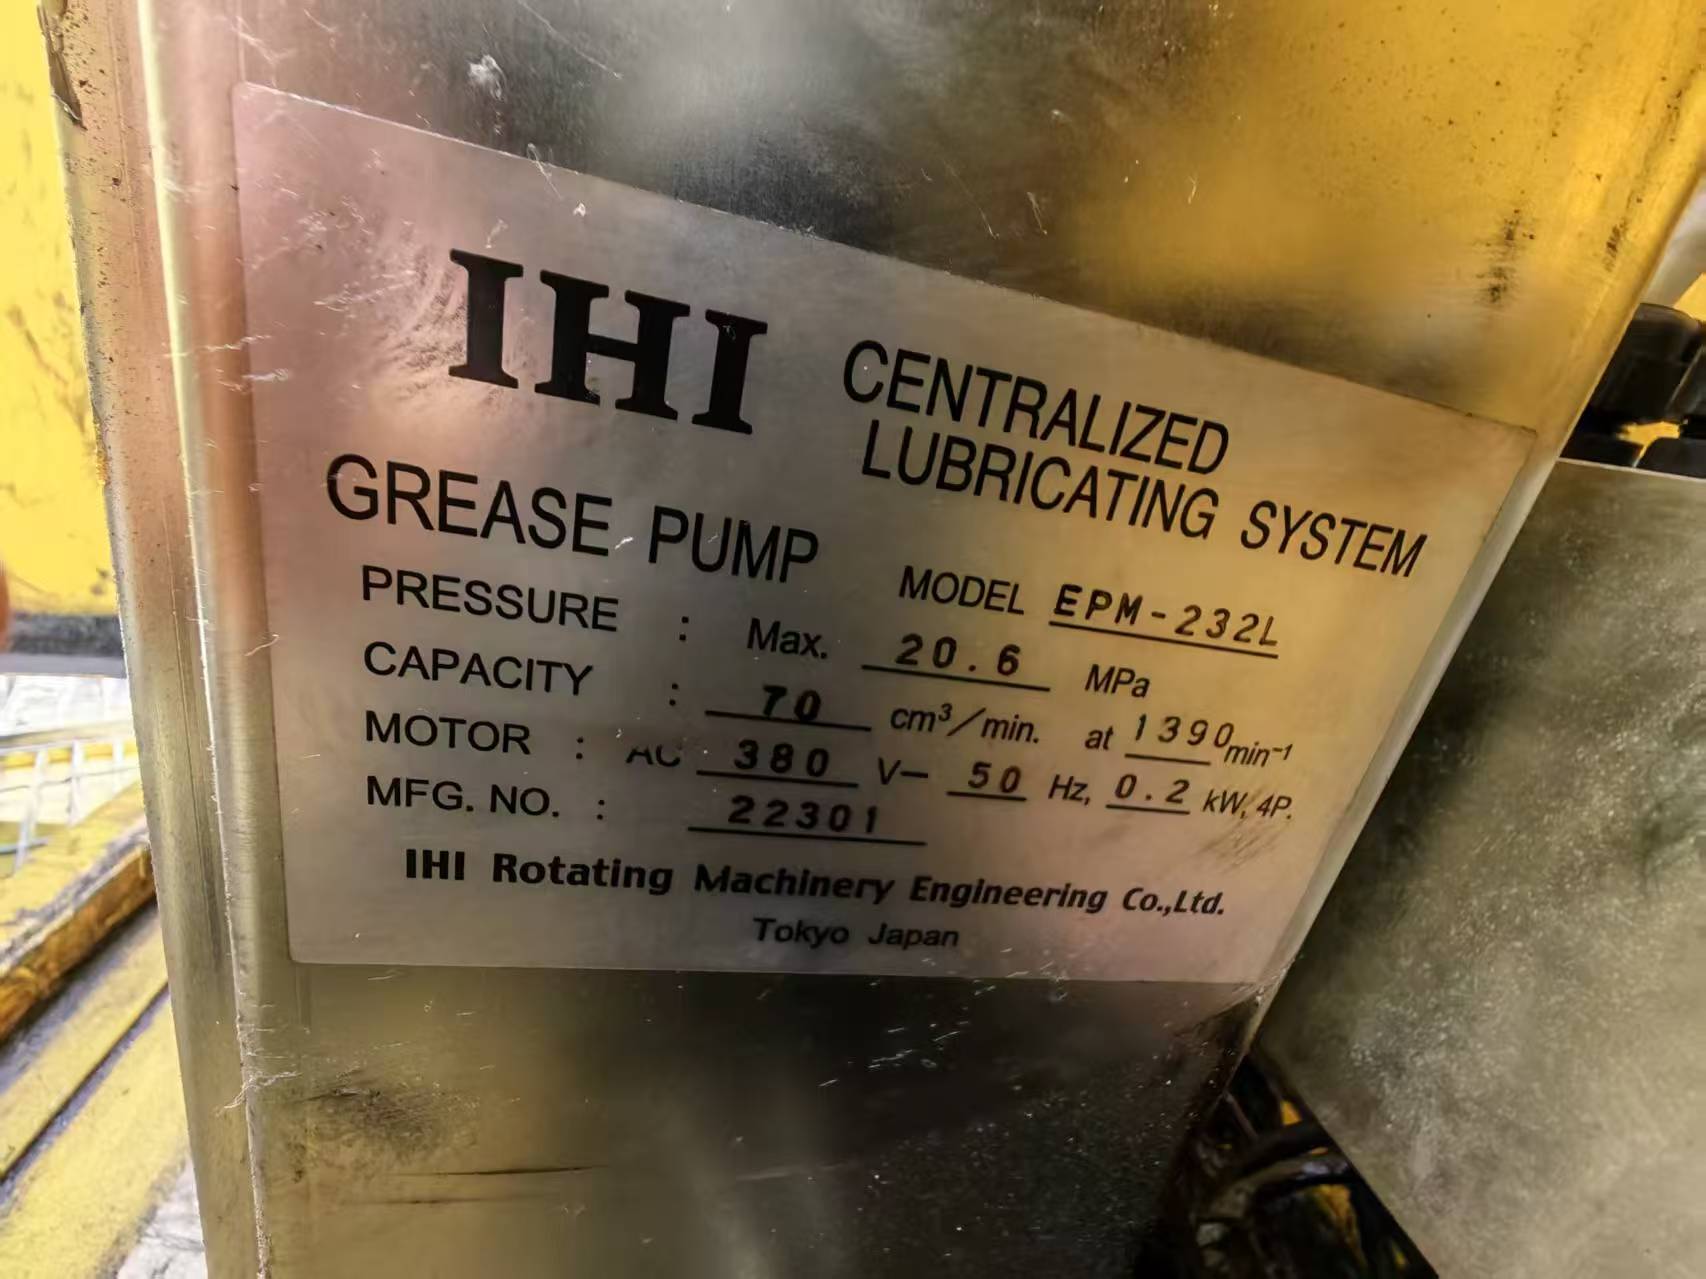 IHI CENTRALIZED
LUBRICATING SYSTEM
GREASE PUMP
MODEL EPM-232L
PRESSURE : Max. 20.6 MPa
CAPACITY : 70 cm³/min. at 1390 min⁻¹
MOTOR : AC 380 V– 50 Hz, 0.2 kW, 4P.
MFG. NO. : 22301
IHI Rotating Machinery Engineering Co.,Ltd.
Tokyo Japan